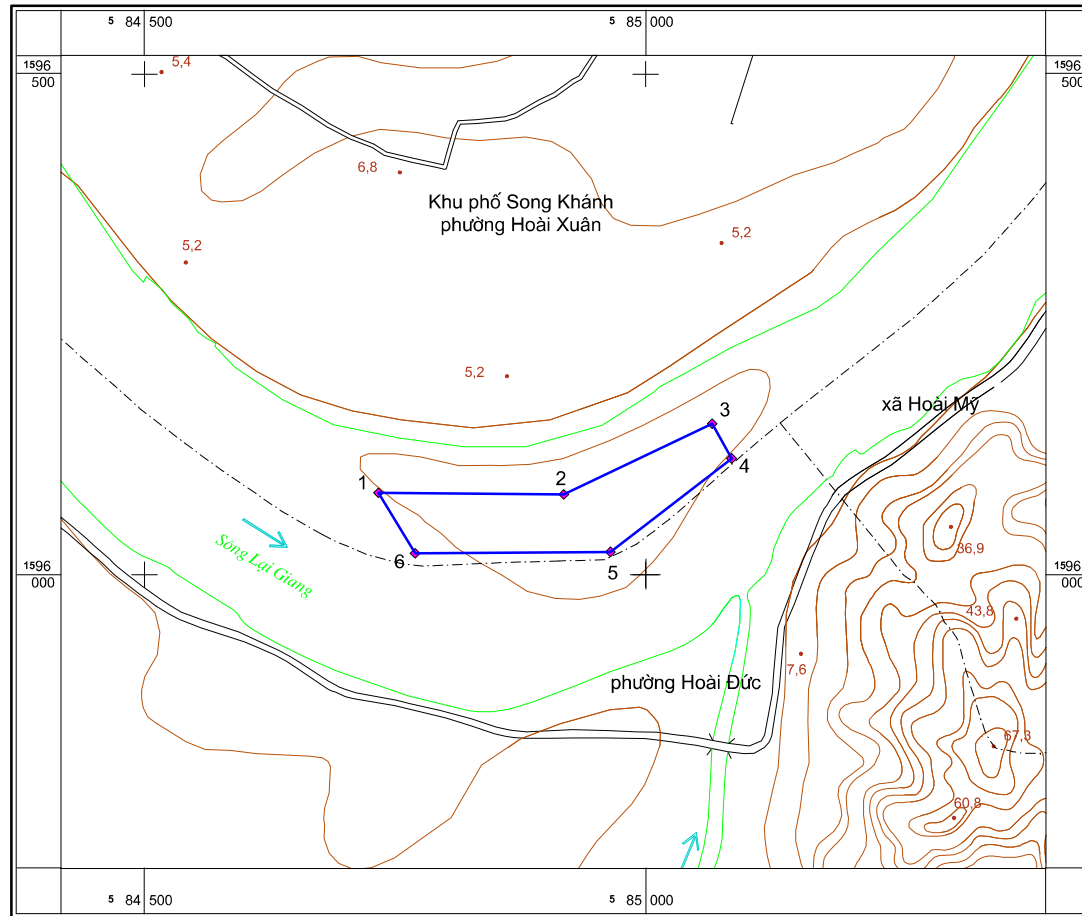 5 84 500
5 85 000
1596
500
1596
500
5,4
6,8
Khu phố Song Khánh
phường Hoài Xuân
5,2
5,2
5,2
xã Hoài Mỹ
3
4
1
2
36,9
6
5
Sông Lại Giang
1596
000
1596
000
43,8
7,6
phường Hoài Đức
67,3
60,8
5 84 500
5 85 000